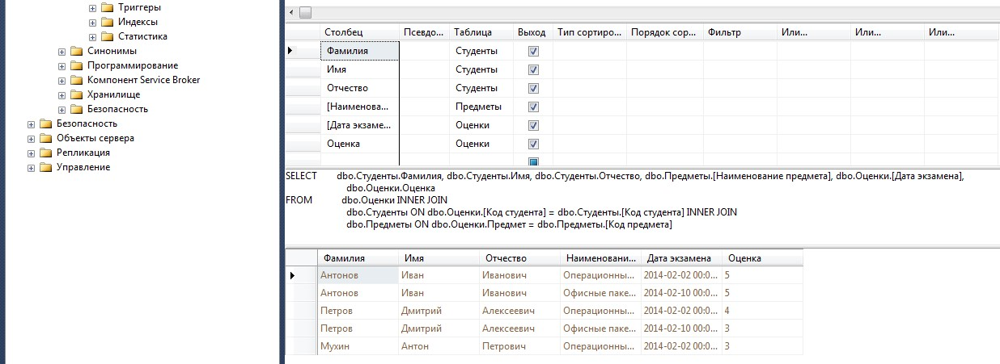 Триггеры
Индексы
Статистика
Синонимы
Программирование
Компонент Service Broker
Хранилище
Безопасность
Безопасность
Объекты сервера
Репликация
Управление
Столбец Псевдо... Таблица Выход Тип сортиро... Порядок сор... Фильтр Или... Или... Или...
Фамилия Студенты
Имя Студенты
Отчество Студенты
[Наименова... Предметы
[Дата экзаме... Оценки
Оценка Оценки
SELECT dbo.Студенты.Фамилия, dbo.Студенты.Имя, dbo.Студенты.Отчество, dbo.Предметы.[Наименование предмета], dbo.Оценки.[Дата экзамена],
dbo.Оценки.Оценка
FROM dbo.Оценки INNER JOIN
dbo.Студенты ON dbo.Оценки.[Код студента] = dbo.Студенты.[Код студента] INNER JOIN
dbo.Предметы ON dbo.Оценки.Предмет = dbo.Предметы.[Код предмета]
Фамилия Имя Отчество Наименовани... Дата экзамена Оценка
Антонов Иван Иванович Операционны... 2014-02-02 00:0... 5
Антонов Иван Иванович Офисные паке... 2014-02-10 00:0... 5
Петров Дмитрий Алексеевич Операционны... 2014-02-02 00:0... 4
Петров Дмитрий Алексеевич Офисные паке... 2014-02-10 00:0... 3
Мухин Антон Петрович Операционны... 2014-02-02 00:0... 3